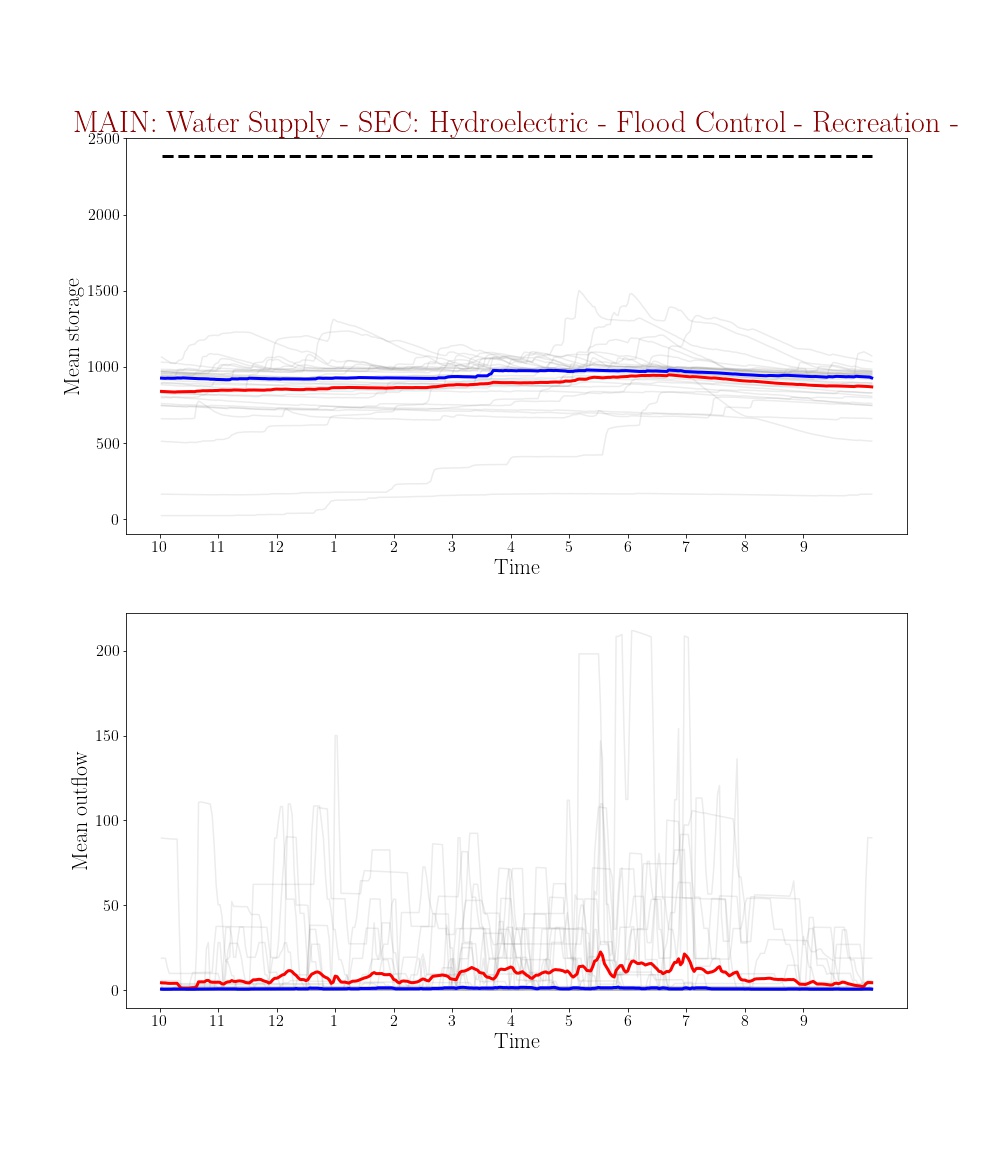 MAIN: Water Supply - SEC: Hydroelectric - Flood Control - Recreation -
2500
2000
1500
1000
500
0
Mean storage
10 11 12 1 2 3 4 5 6 7 8 9
Time
200
150
100
50
0
Mean outflow
10 11 12 1 2 3 4 5 6 7 8 9
Time